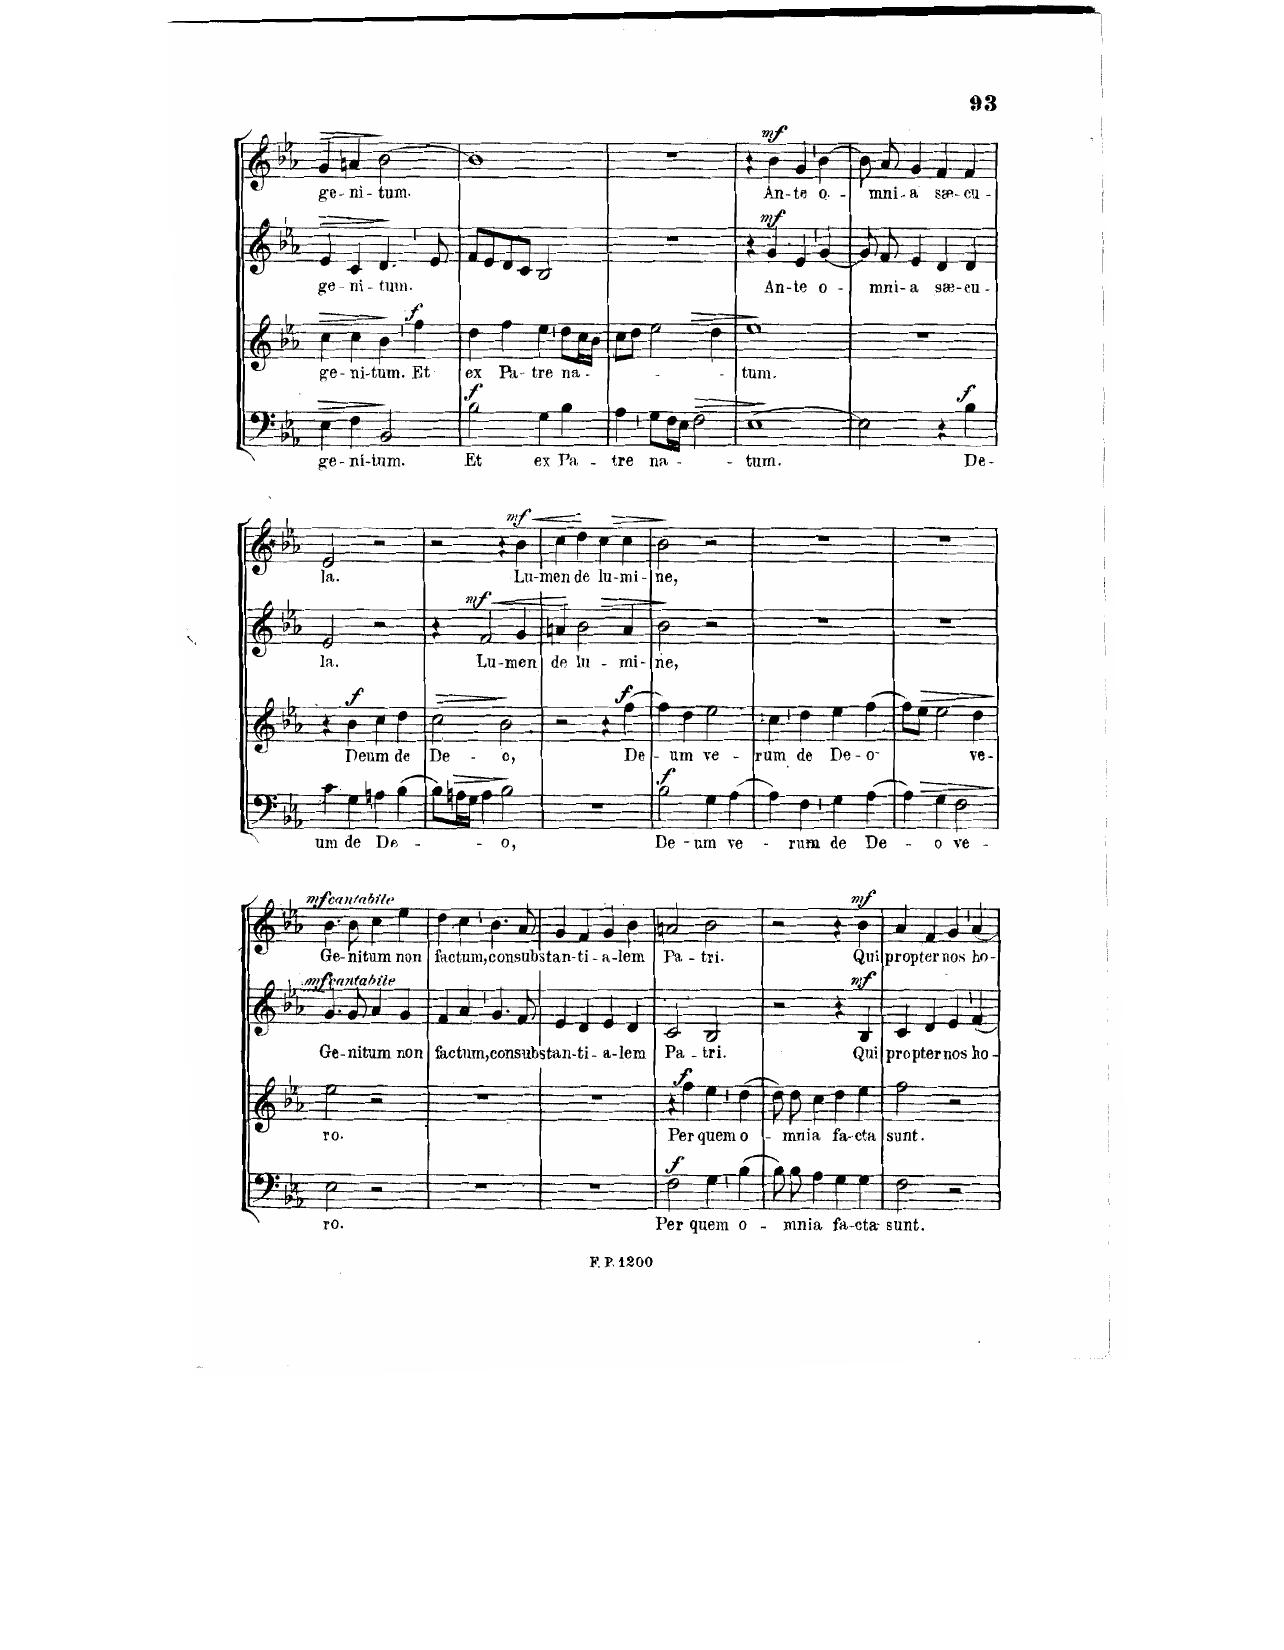 93
mf
ge - ni - tum. An - te o - mni - a sæ - cu -
mf
ge - ni - tum. An - te o - mni - a sæ - cu -
f
ge - ni - tum. Et ex Pa - tre na - - - tum.
f f
ge - ni - tum. Et ex Pa - tre na - - tum. De -
mf
la. Lu - men de lu - mi - ne,
mf
la. Lu - men de lu - mi - ne,
f f
Deum de De - o, De - um ve - rum de De - o ve -
f
um de De - - o, De - um ve - rum de De - o ve -
mf cantabile mf
Ge - nitum non factum, consubstan - ti - a - lem Pa - tri. Qui propter nos ho -
mf cantabile mf
Ge - nitum non factum, consubstan - ti - a - lem Pa - tri. Qui propter nos ho -
f
ro. Per quem o - mnia fa - cta sunt.
f
ro. Per quem o - mnia fa - cta sunt.
F. P. 1200